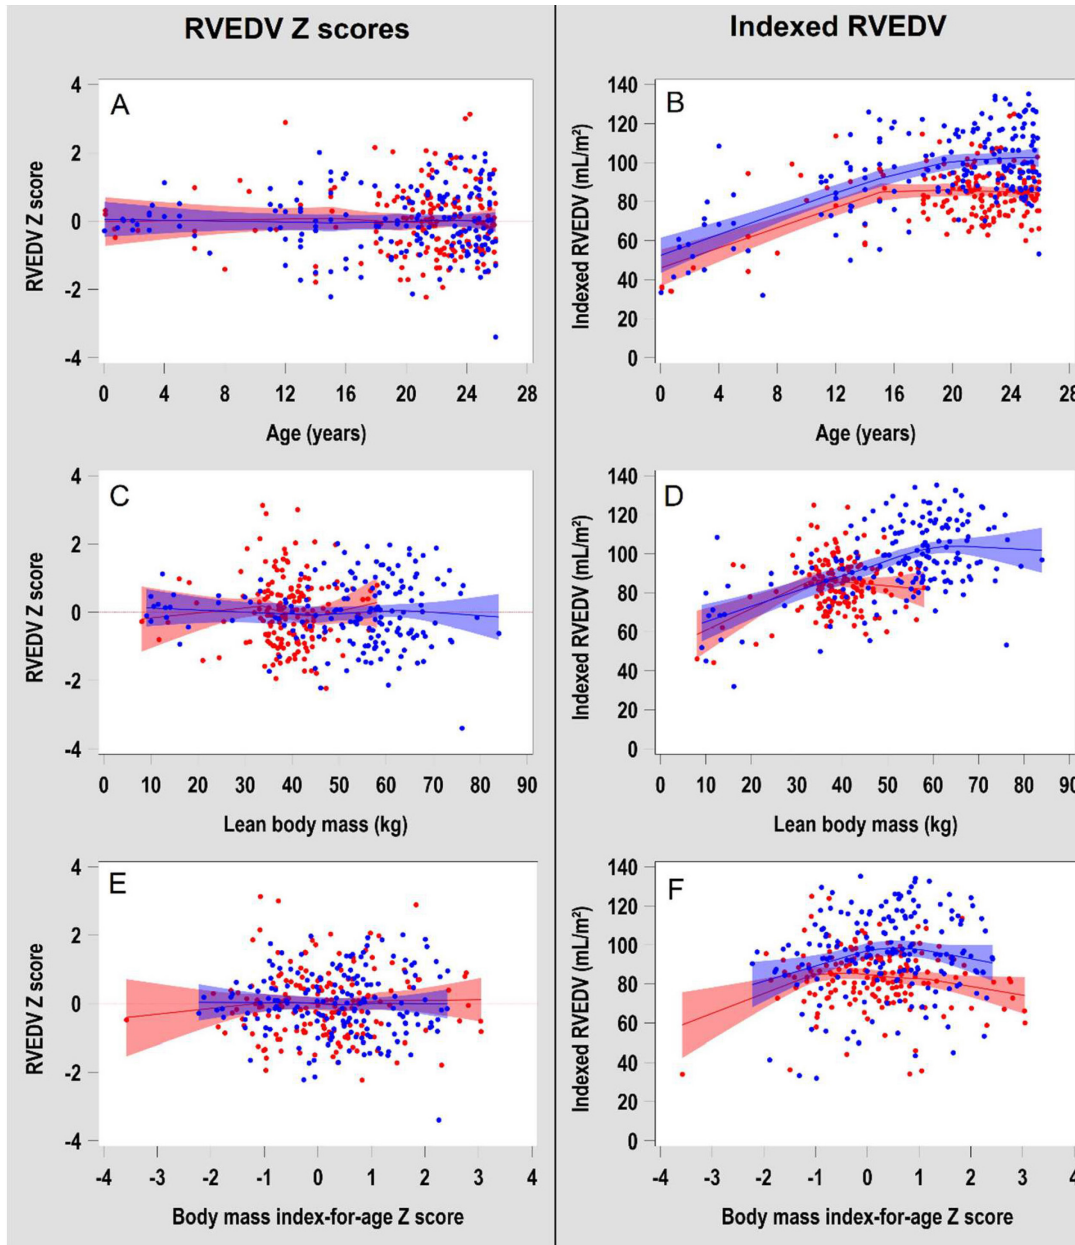 RVEDV Z scores
Indexed RVEDV
A
RVEDV Z score
4
2
0
-2
-4
0 4 8 12 16 20 24 28
Age (years)
B
Indexed RVEDV (mL/m²)
140
120
100
80
60
40
20
0
0 4 8 12 16 20 24 28
Age (years)
C
RVEDV Z score
4
2
0
-2
-4
0 10 20 30 40 50 60 70 80 90
Lean body mass (kg)
D
Indexed RVEDV (mL/m²)
140
120
100
80
60
40
20
0
0 10 20 30 40 50 60 70 80 90
Lean body mass (kg)
E
RVEDV Z score
4
2
0
-2
-4
-4 -3 -2 -1 0 1 2 3 4
Body mass index-for-age Z score
F
Indexed RVEDV (mL/m²)
140
120
100
80
60
40
20
0
-4 -3 -2 -1 0 1 2 3 4
Body mass index-for-age Z score